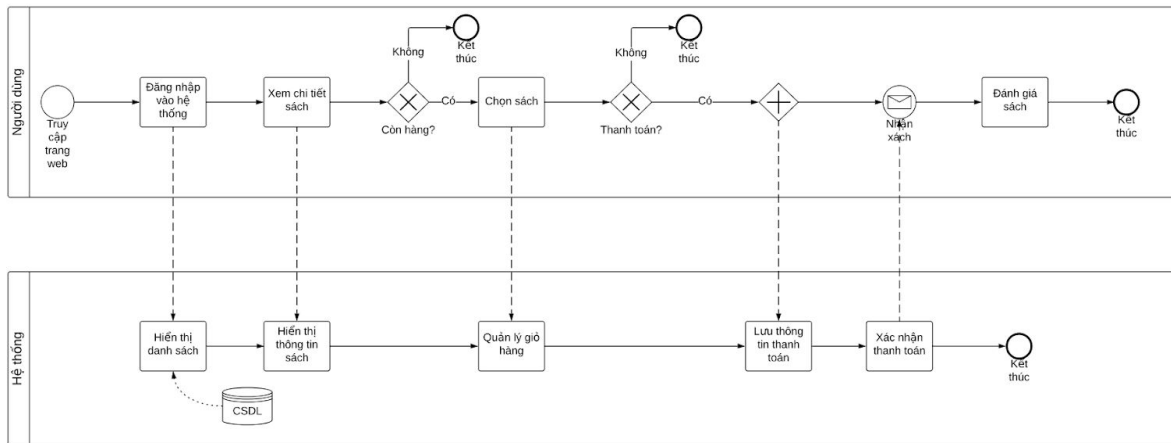 Người dùng
Kết
thúc
Kết
thúc
Không
Không
Đăng nhập
vào hệ
thống
Xem chi tiết
sách
Có
Chọn sách
Có
Đánh giá
sách
Truy
cập
trang
web
Còn hàng?
Thanh toán?
Nhận
xách
Kết
thúc
Hệ thống
Hiển thị
danh sách
Hiển thị
thông tin
sách
Quản lý giỏ
hàng
Lưu thông
tin thanh
toán
Xác nhận
thanh toán
Kết
thúc
CSDL